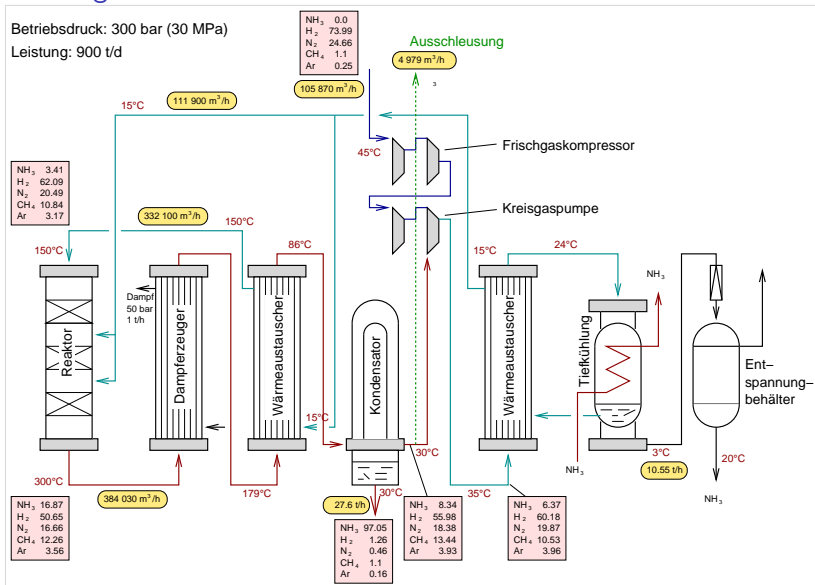 Betriebsdruck: 300 bar (30 MPa)
Leistung: 900 t/d
NH₃ 0.0
H₂ 73.99
N₂ 24.66
CH₄ 1.1
Ar 0.25
Ausschleusung
4 979 m³/h
3
105 870 m³/h
111 900 m³/h
15°C
45°C
Frischgaskompressor
Kreisgaspumpe
NH₃ 3.41
H₂ 62.09
N₂ 20.49
CH₄ 10.84
Ar 3.17
332 100 m³/h
150°C
150°C
86°C
15°C
24°C
NH₃
Dampf
50 bar
1 t/h
Reaktor
Dampferzeuger
Wärmeaustauscher
Kondensator
Wärmeaustauscher
Tiefkühlung
Ent–
spannung–
behälter
15°C
300°C
384 030 m³/h
179°C
30°C
30°C
27.6 t/h
35°C
NH₃
3°C
10.55 t/h
20°C
NH₃
NH₃ 16.87
H₂ 50.65
N₂ 16.66
CH₄ 12.26
Ar 3.56
NH₃ 97.05
H₂ 1.26
N₂ 0.46
CH₄ 1.1
Ar 0.16
NH₃ 8.34
H₂ 55.98
N₂ 18.38
CH₄ 13.44
Ar 3.93
NH₃ 6.37
H₂ 60.18
N₂ 19.87
CH₄ 10.53
Ar 3.96